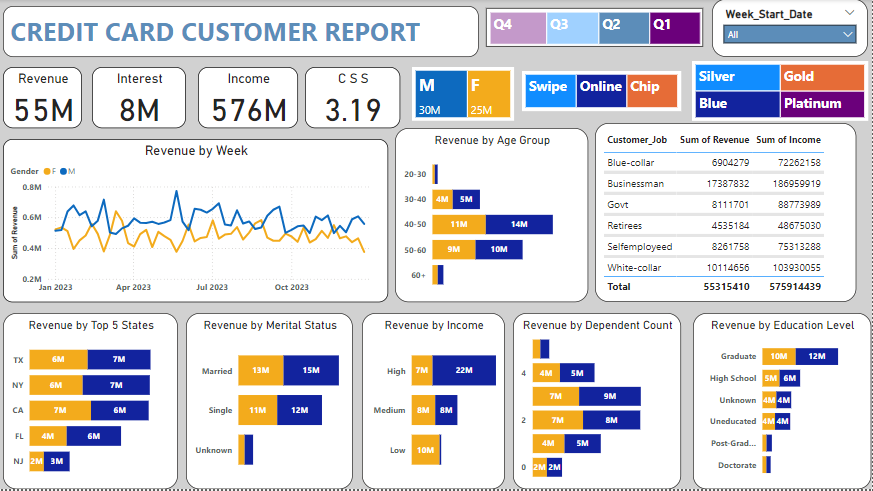 CREDIT CARD CUSTOMER REPORT
Q4 Q3 Q2 Q1
Week_Start_Date
All
Revenue
55M
Interest
8M
Income
576M
C S S
3.19
M
30M
F
25M
Swipe Online Chip
Silver Gold
Blue Platinum
Revenue by Week
Gender F M
Sum of Revenue
0.8M
0.6M
0.4M
0.2M
Jan 2023 Apr 2023 Jul 2023 Oct 2023
Revenue by Age Group
20-30
30-40 4M 5M
40-50 11M 14M
50-60 9M 10M
60+
Customer_Job Sum of Revenue Sum of Income
Blue-collar 6904279 72262158
Businessman 17387832 186959919
Govt 8111701 88773989
Retirees 4535184 48675030
Selfemployeed 8261758 75313288
White-collar 10114656 103930055
Total 55315410 575914439
Revenue by Top 5 States
TX 6M 7M
NY 6M 7M
CA 7M 6M
FL 4M 6M
NJ 2M 3M
Revenue by Merital Status
Married 13M 15M
Single 11M 12M
Unknown
Revenue by Income
High 7M 22M
Medium 8M 8M
Low 10M
Revenue by Dependent Count
4 4M 5M
7M 9M
2 7M 8M
4M 5M
0 2M 2M
Revenue by Education Level
Graduate 10M 12M
High School 5M 6M
Unknown 4M 4M
Uneducated 4M 4M
Post-Grad...
Doctorate